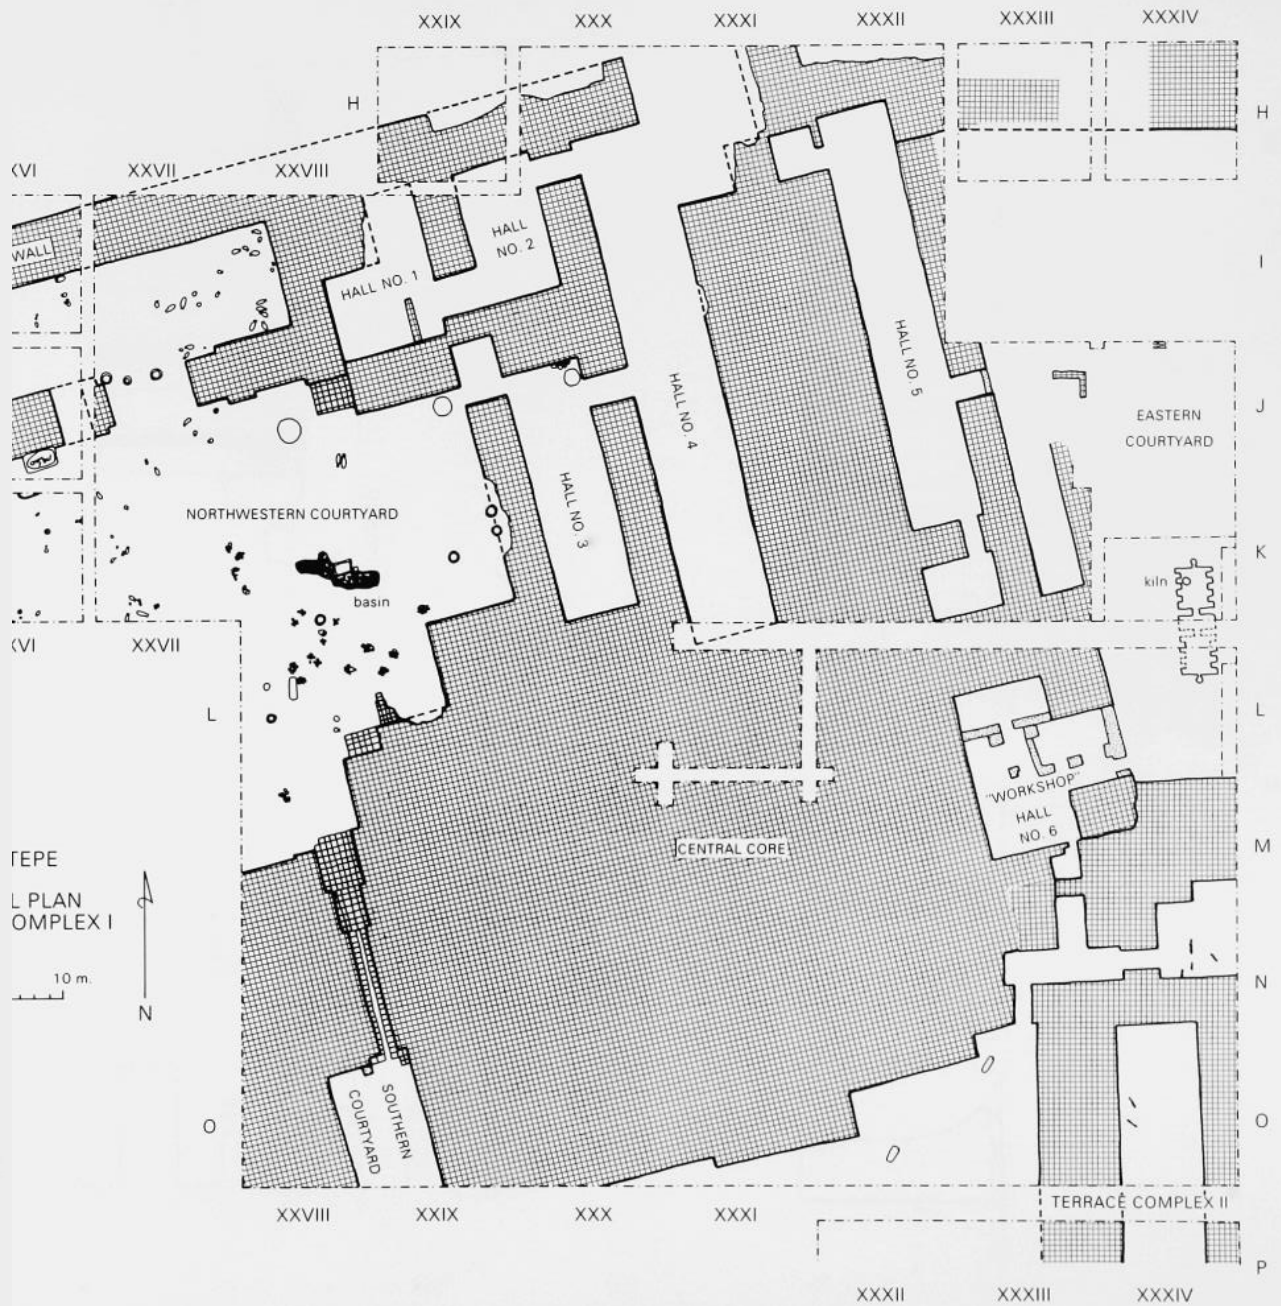 XXIX XXX XXXI XXXII XXXIII XXXIV
H H
XVI XXVII XXVIII
WALL
HALL NO. 1
HALL
NO. 2
I
HALL NO. 3
HALL NO. 4
HALL NO. 5
J
EASTERN
COURTYARD
NORTHWESTERN COURTYARD
K
kiln
basin
XVI XXVII
L L
"WORKSHOP"
HALL
NO. 6
CENTRAL CORE
M
TEPE
L PLAN
OMPLEX I
10 m.
N
N
SOUTHERN
COURTYARD
O O
TERRACE COMPLEX II
XXVIII XXIX XXX XXXI
P
XXXII XXXIII XXXIV